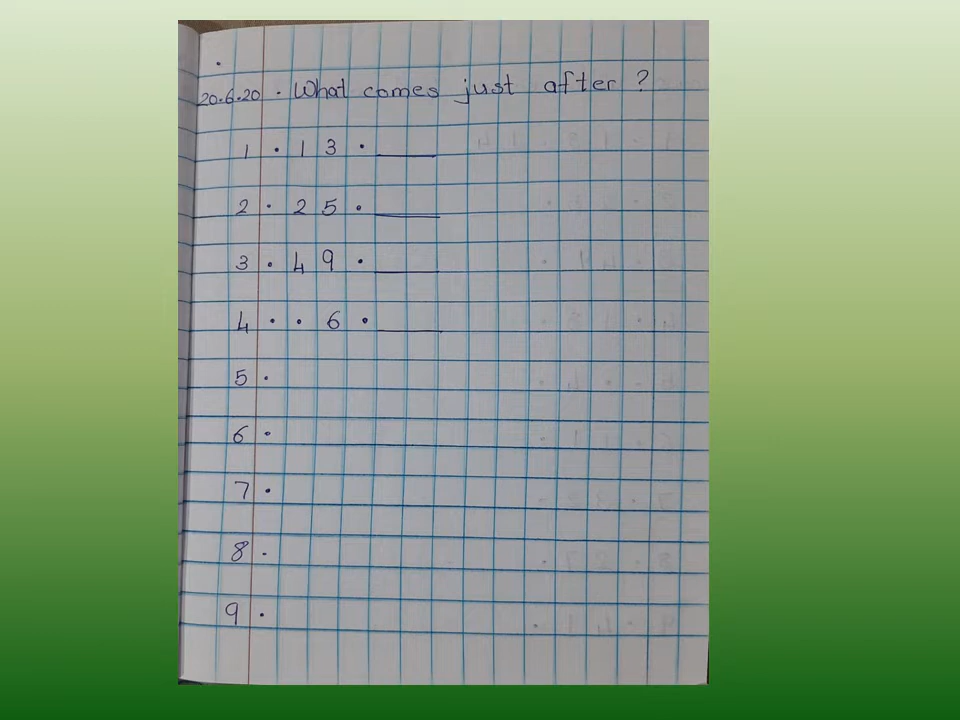 .
20.6.20 . What comes just after ?
1 . 13 . ____
2 . 25 . ____
3 . 49 . ____
4 . . 6 . ____
5 .
6 .
7 .
8 .
9 .